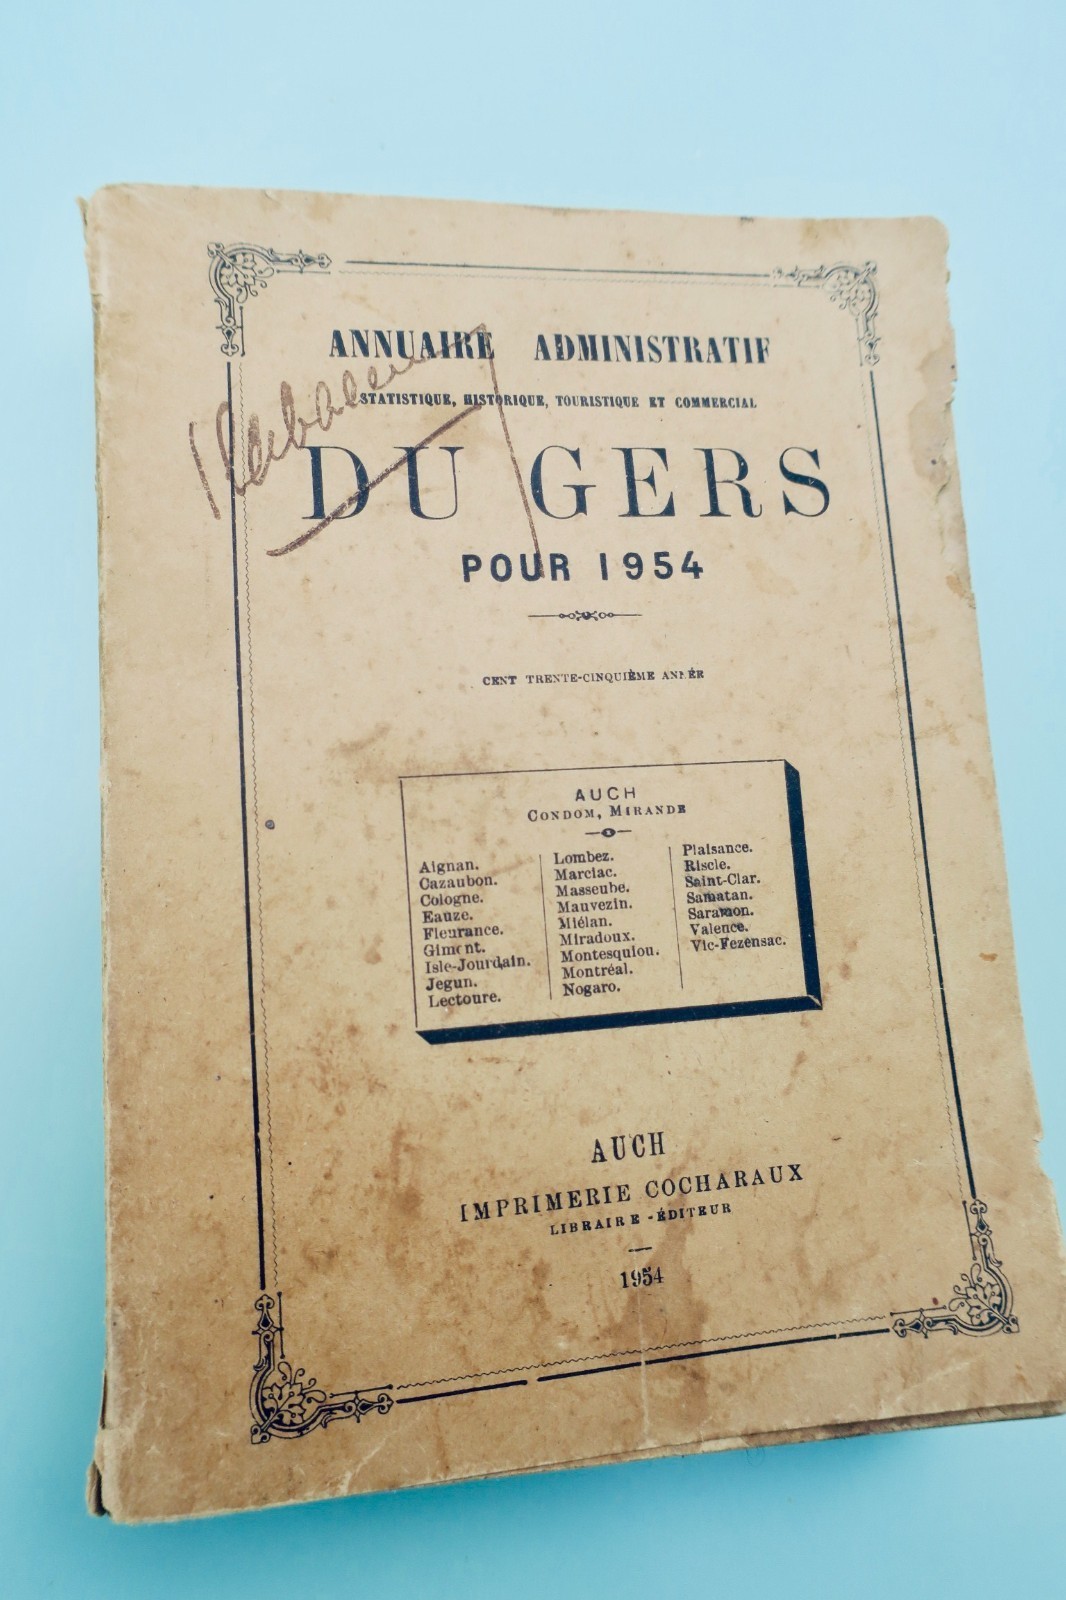 ANNUAIRE ADMINISTRATIF
STATISTIQUE, HISTORIQUE, TOURISTIQUE ET COMMERCIAL
DU GERS
POUR 1954
CENT TRENTE-CINQUIÈME
AUCH
CONDOM, MIRANDE
Aignan.
Cazaubon.
Cologne.
Eauze.
Fleurance.
Gimont.
Isle-Jourdain.
Jegun.
Lectoure.
Lombez.
Marciac.
Masseube.
Mauvezin.
Miélan.
Miradoux.
Montesquiou.
Montréal.
Nogaro.
Plaisance.
Riscle.
Saint-Clar.
Samatan.
Saramon.
Valence.
Vic-Fezensac.
AUCH
IMPRIMERIE COCHARAUX
LIBRAIRE-ÉDITEUR
1954